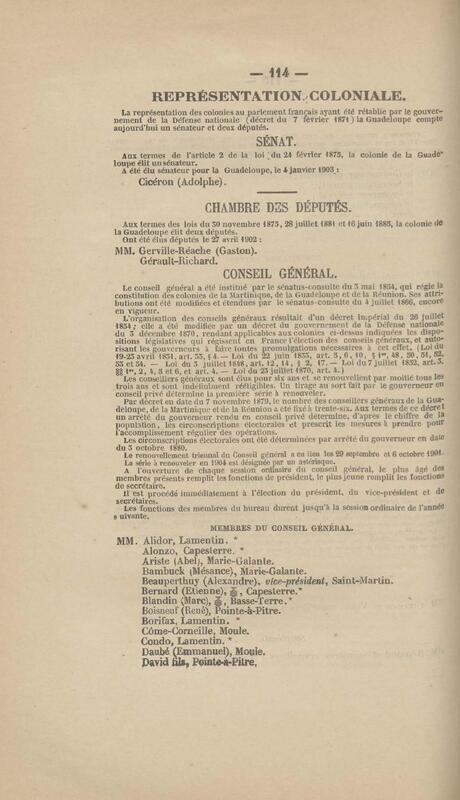 — 114 —
REPRÉSENTATION COLONIALE.
La représentation des colonies au parlement français ayant été rétablie par le gouver-
nement de la Défense nationale (décret du 7 février 1871) la Guadeloupe compte
aujourd'hui un sénateur et deux députés.
SÉNAT.
Aux termes de l'article 2 de la loi du 24 février 1875, la colonie de la Guade-
loupe élit un sénateur.
A été élu sénateur pour la Guadeloupe, le 4 janvier 1903 :
Cicéron (Adolphe).
CHAMBRE DES DÉPUTÉS.
Aux termes des lois du 30 novembre 1875, 28 juillet 1881 et 16 juin 1885, la colonie de
la Guadeloupe élit deux députés.
Ont été élus députés le 27 avril 1902 :
MM. Gerville-Réache (Gaston).
Gérault-Richard.
CONSEIL GÉNÉRAL.
Le conseil général a été institué par le sénatus-consulte du 3 mai 1854, qui régie la
constitution des colonies de la Martinique, de la Guadeloupe et de la Réunion. Ses attri-
butions ont été modifiées et étendues par le sénatus-consulte du 4 juillet 1866, encore
en vigueur.
L'organisation des conseils généraux résultait d'un décret impérial du 26 juillet
1854; elle a été modifiée par un décret du gouvernement de la Défense nationale
du 3 décembre 1870, rendant applicables aux colonies ci-dessus indiquées les dispo-
sitions législatives qui régissent en France l'élection des conseils généraux, et auto-
risant les gouverneurs à faire toutes promulgations nécessaires à cet effet. (Loi du
19-23 avril 1831, art. 55, § 4. — Loi du 22 juin 1833, art. 5, 6, 10, § 1er, 48, 50, 51, 52,
53 et 54. — Loi du 3 juillet 1848, art. 12, 14, § 2, 17. — Loi du 7 juillet 1852, art. 3.
§§ 1er, 2, 4, 5 et 6, art. 4. — Loi du 23 juillet 1870, art. 4.)
Les conseillers généraux sont élus pour six ans et se renouvellent par moitié tous les
trois ans et sont indéfiniment rééligibles. Un tirage au sort fait par le gouverneur en
conseil privé détermine la première série à renouveler.
Par décret en date du 7 novembre 1879, le nombre des conseillers généraux de la Gua-
deloupe, de la Martinique et de la Réunion a été fixé à trente-six. Aux termes de ce décret
un arrêté du gouverneur rendu en conseil privé détermine, d'après le chiffre de la
population, les circonscriptions électorales et prescrit les mesures à prendre pour
l'accomplissement régulier des opérations.
Les circonscriptions électorales ont été déterminées par arrêté du gouverneur en date
du 5 octobre 1880.
Le renouvellement triennal du Conseil général a eu lieu les 29 septembre et 6 octobre 1901.
La série à renouveler en 1904 est désignée par un astérisque.
A l'ouverture de chaque session ordinaire du conseil général, le plus âgé des
membres présents remplit les fonctions de président, le plus jeune remplit les fonctions
de secrétaire.
Il est procédé immédiatement à l'élection du président, du vice-président et de
secrétaires.
Les fonctions des membres du bureau durent jusqu'à la session ordinaire de l'année
suivante.
MEMBRES DU CONSEIL GÉNÉRAL.
MM. Alidor, Lamentin. *
Alonzo, Capesterre. *
Ariste (Abel), Marie-Galante.
Bambuck (Mésance), Marie-Galante.
Beauperthuy (Alexandre), vice-président, Saint-Martin.
Bernard (Etienne), Capesterre. *
Blandin (Marc), Basse-Terre. *
Boisneuf (René), Pointe-à-Pitre.
Borifax, Lamentin. *
Côme-Corneille, Moule.
Condo, Lamentin. *
Daubé (Emmanuel), Moule.
David fils, Pointe-à-Pitre.